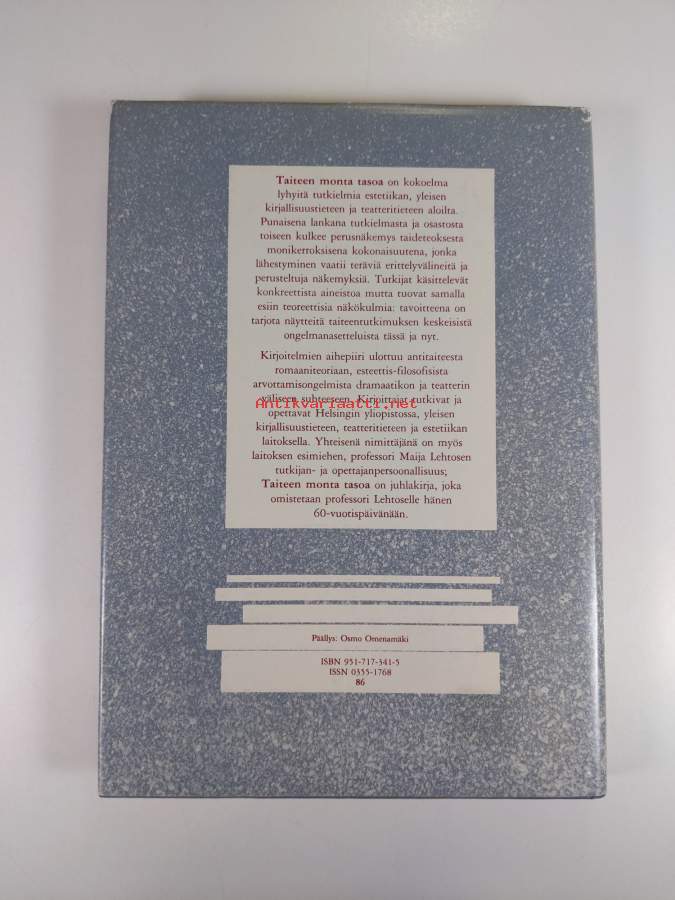 Taiteen monta tasoa on kokoelma
lyhyitä tutkielmia estetiikan, yleisen
kirjallisuustieteen ja teatteritieteen aloilta.
Punaisena lankana tutkielmasta ja osastosta
toiseen kulkee perusnäkemys taideteoksesta
monikerroksisena kokonaisuutena, jonka
lähestyminen vaatii teräviä erittelyvälineitä ja
perusteltuja näkemyksiä. Tutkijat käsittelevät
konkreettista aineistoa mutta tuovat samalla
esiin teoreettisia näkökulmia: tavoitteena on
tarjota näytteitä taiteentutkimuksen keskeisistä
ongelmanasetteluista tässä ja nyt.
Kirjoitelmien aihepiiri ulottuu antitaiteesta
romaaniteoriaan, esteettis-filosofisista
arvottamisongelmista dramaatikon ja teatterin
väliseen suhteeseen. Kirjoittajat tutkivat ja
Antikvariaatti.net
opettavat Helsingin yliopistossa, yleisen
kirjallisuustieteen, teatteritieteen ja estetiikan
laitoksella. Yhteisenä nimittäjänä on myös
laitoksen esimiehen, professori Maija Lehtosen
tutkijan- ja opettajanpersoonallisuus;
Taiteen monta tasoa on juhlakirja, joka
omistetaan professori Lehtoselle hänen
60-vuotispäivänään.
Päällys: Osmo Omenamäki
ISBN 951-717-341-5
ISSN 0355-1768
86